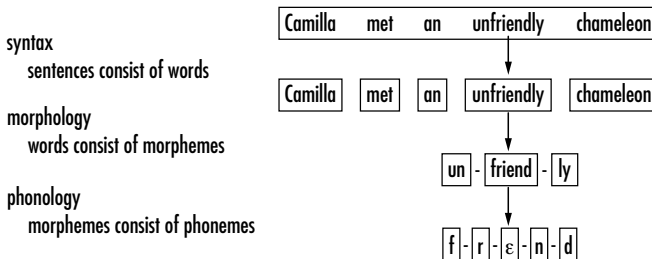 Camilla met an unfriendly chameleon
syntax
sentences consist of words
Camilla met an unfriendly chameleon
morphology
words consist of morphemes
un - friend - ly
phonology
morphemes consist of phonemes
f - r - ε - n - d